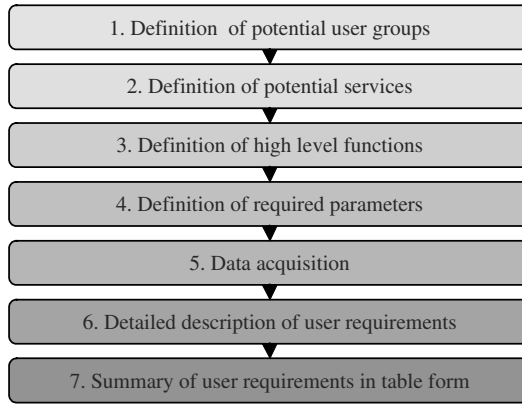 1. Definition of potential user groups
2. Definition of potential services
3. Definition of high level functions
4. Definition of required parameters
5. Data acquisition
6. Detailed description of user requirements
7. Summary of user requirements in table form